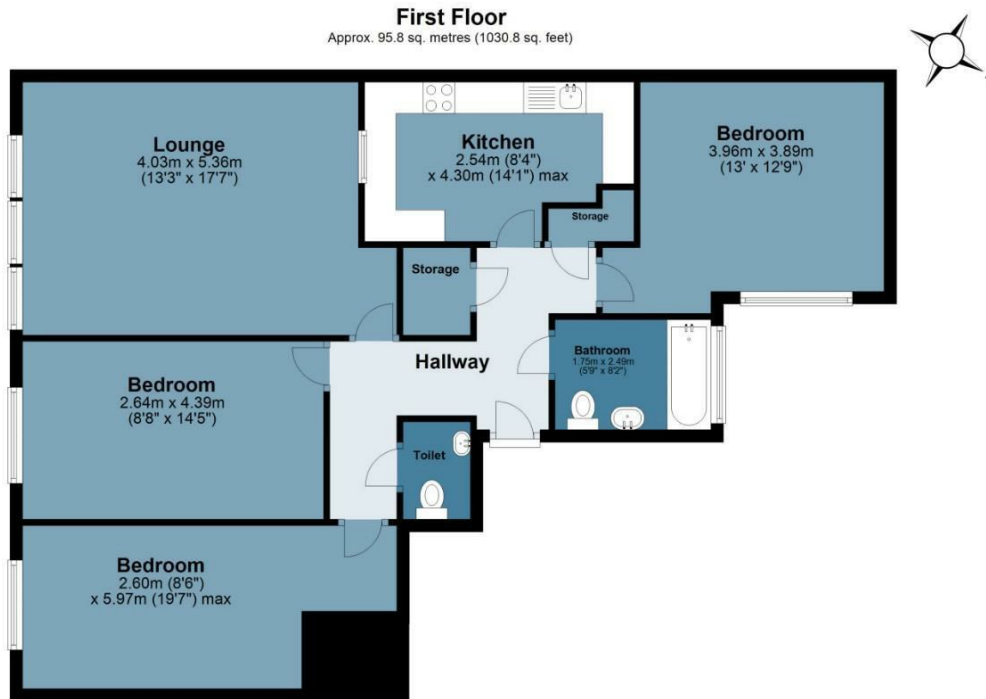 First Floor
Approx. 95.8 sq. metres (1030.8 sq. feet)
Lounge
4.03m x 5.36m
(13'3" x 17'7")
Kitchen
2.54m (8'4")
x 4.30m (14'1") max
Bedroom
3.96m x 3.89m
(13' x 12'9")
Storage
Storage
Hallway
Bathroom
1.75m x 2.49m
(5'9" x 8'2")
Bedroom
2.64m x 4.39m
(8'8" x 14'5")
Toilet
Bedroom
2.60m (8'6")
x 5.97m (19'7") max